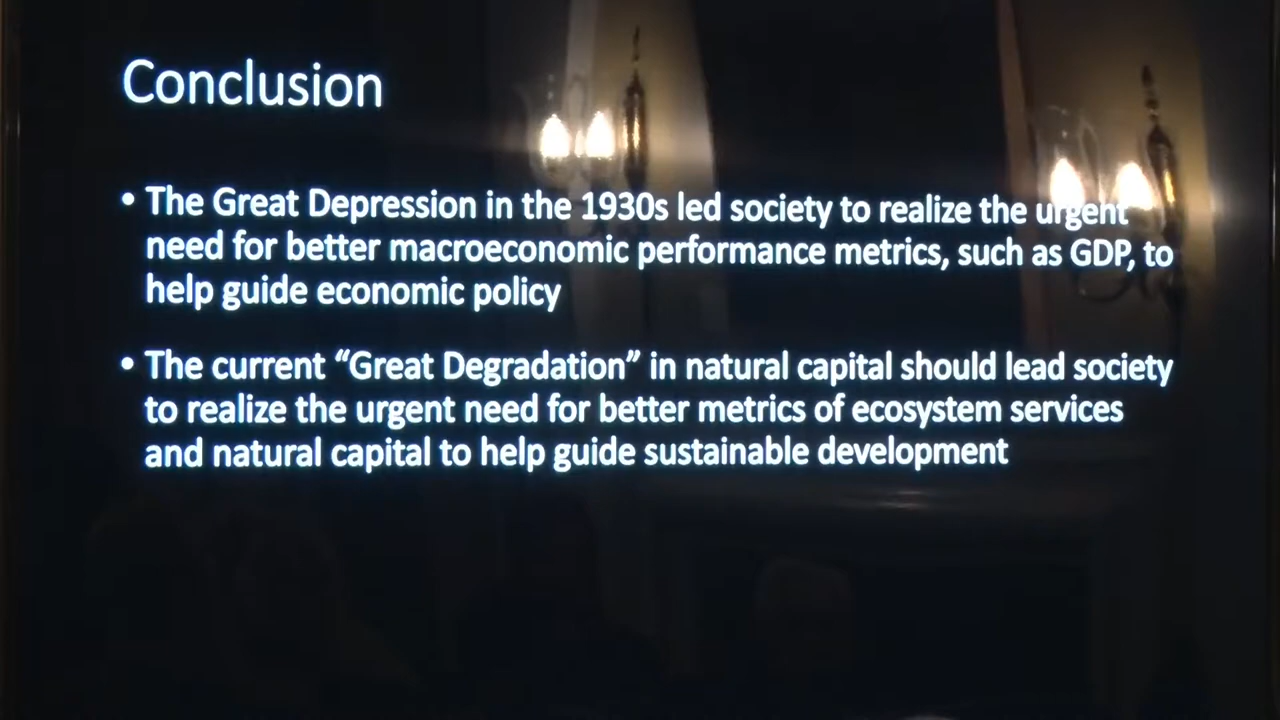 Conclusion
• The Great Depression in the 1930s led society to realize the urgent
need for better macroeconomic performance metrics, such as GDP, to
help guide economic policy
• The current “Great Degradation” in natural capital should lead society
to realize the urgent need for better metrics of ecosystem services
and natural capital to help guide sustainable development